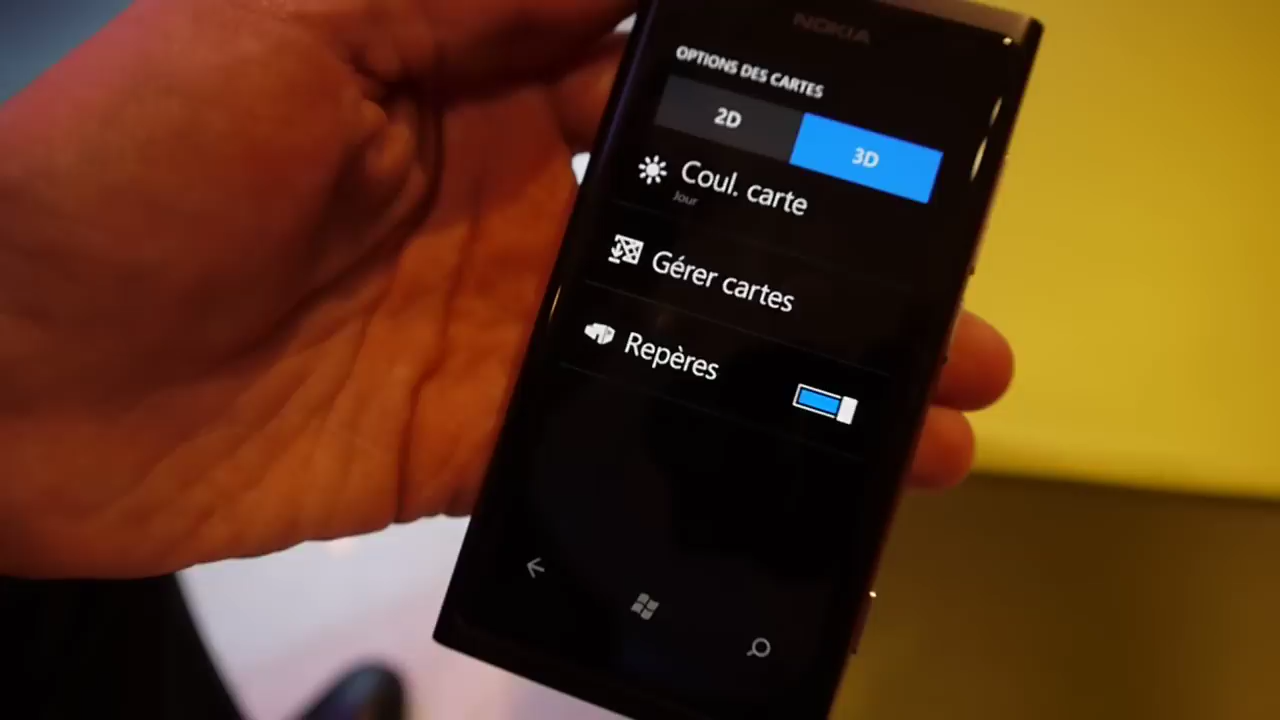 NOKIA
OPTIONS DES CARTES
2D
3D
Coul. carte
Jour
Gérer cartes
Repères